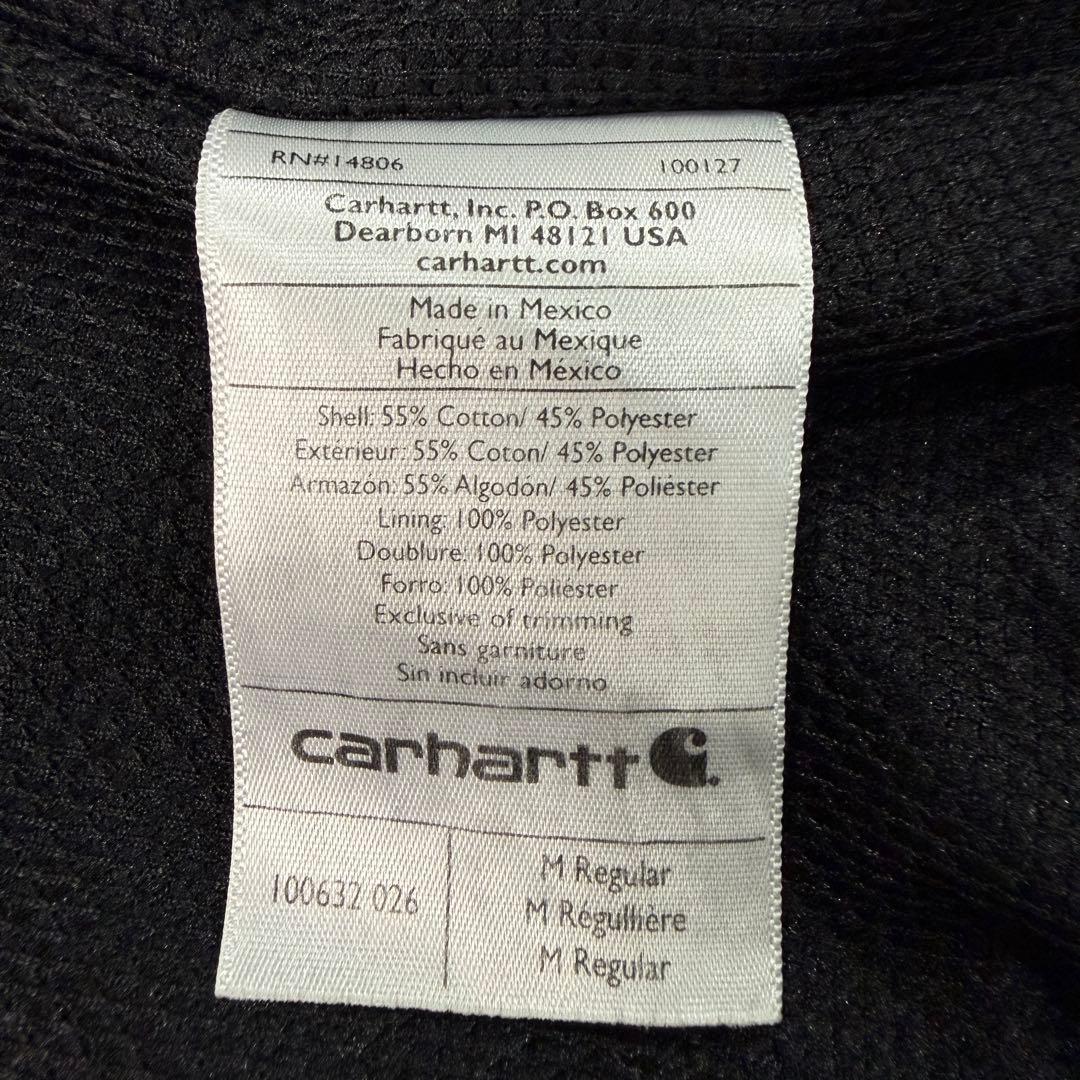 RN#14806 100127
Carhartt, Inc. P.O. Box 600
Dearborn MI 48121 USA
carhartt.com
Made in Mexico
Fabriqué au Mexique
Hecho en México
Shell: 55% Cotton/ 45% Polyester
Extérieur: 55% Coton/ 45% Polyester
Armazón: 55% Algodón/ 45% Poliéster
Lining: 100% Polyester
Doublure: 100% Polyester
Forro: 100% Poliéster
Exclusive of trimming
Sans garniture
Sin incluir adorno
carhartt
100632 026
M Regular
M Régullière
M Regular